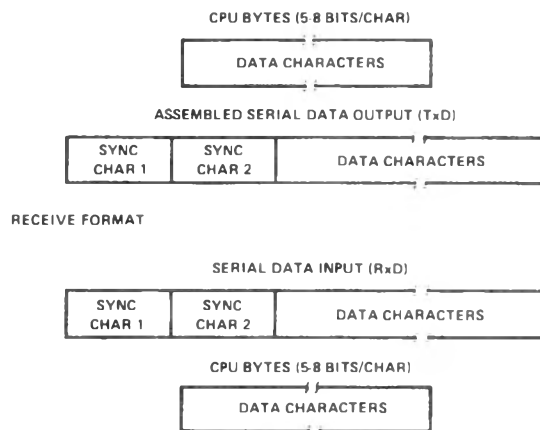 CPU BYTES (5-8 BITS/CHAR)
DATA CHARACTERS
ASSEMBLED SERIAL DATA OUTPUT (TxD)
SYNC CHAR 1
SYNC CHAR 2
DATA CHARACTERS
RECEIVE FORMAT
SERIAL DATA INPUT (RxD)
SYNC CHAR 1
SYNC CHAR 2
DATA CHARACTERS
CPU BYTES (5-8 BITS/CHAR)
DATA CHARACTERS